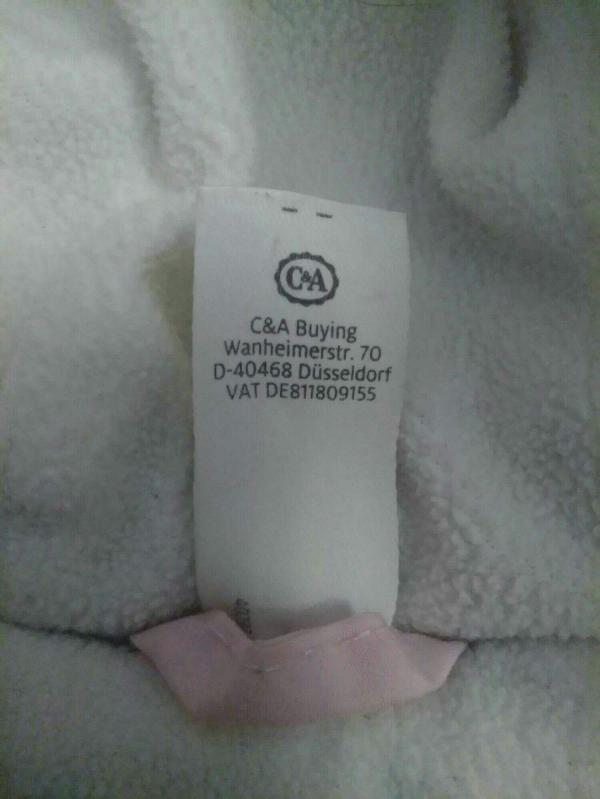 C&A
C&A Buying
Wanheimerstr. 70
D-40468 Düsseldorf
VAT DE811809155